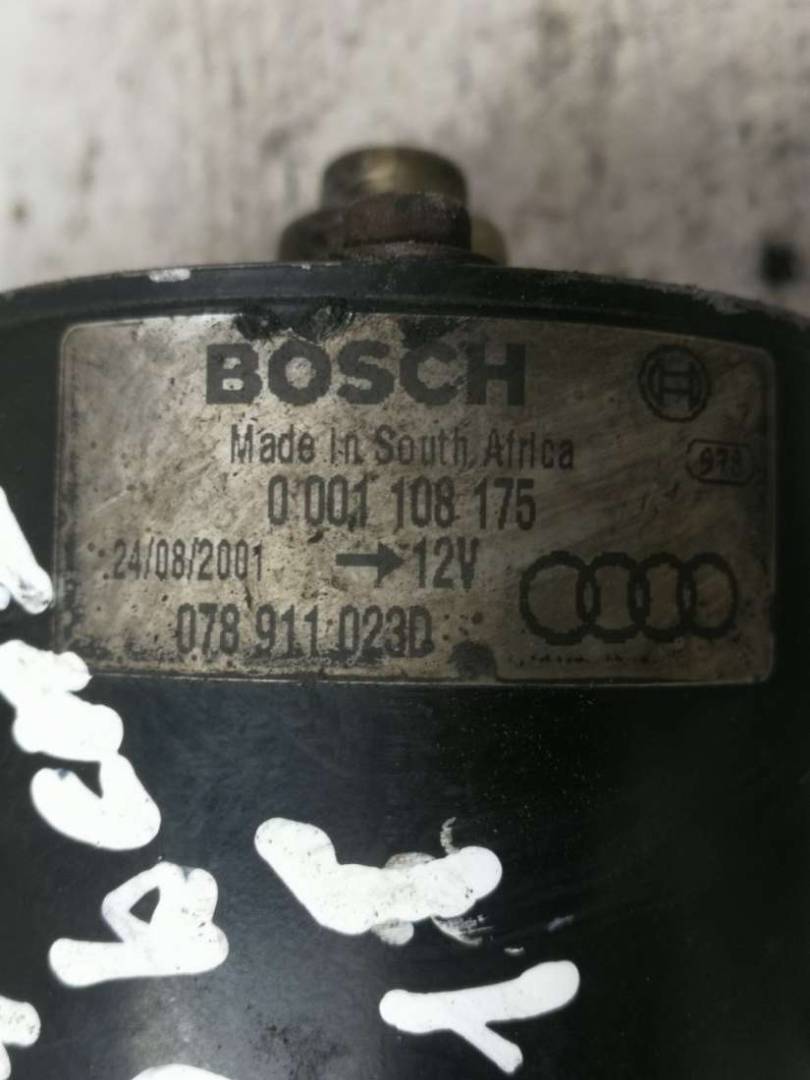 BOSCH
Made in South Africa
0 001 108 175
24/08/2001 12V
078 911 023D